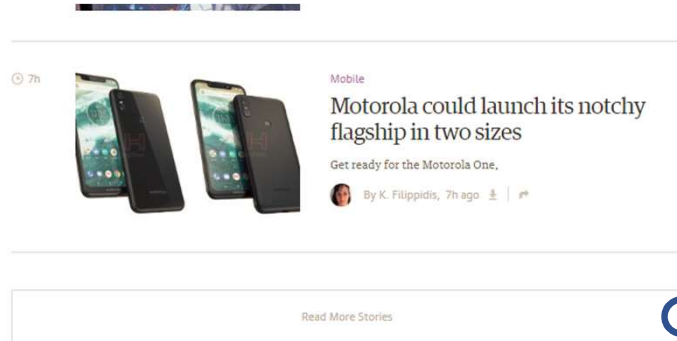 7h
Mobile
Motorola could launch its notchy
flagship in two sizes
Get ready for the Motorola One,
By K. Filippidis, 7h ago
Read More Stories